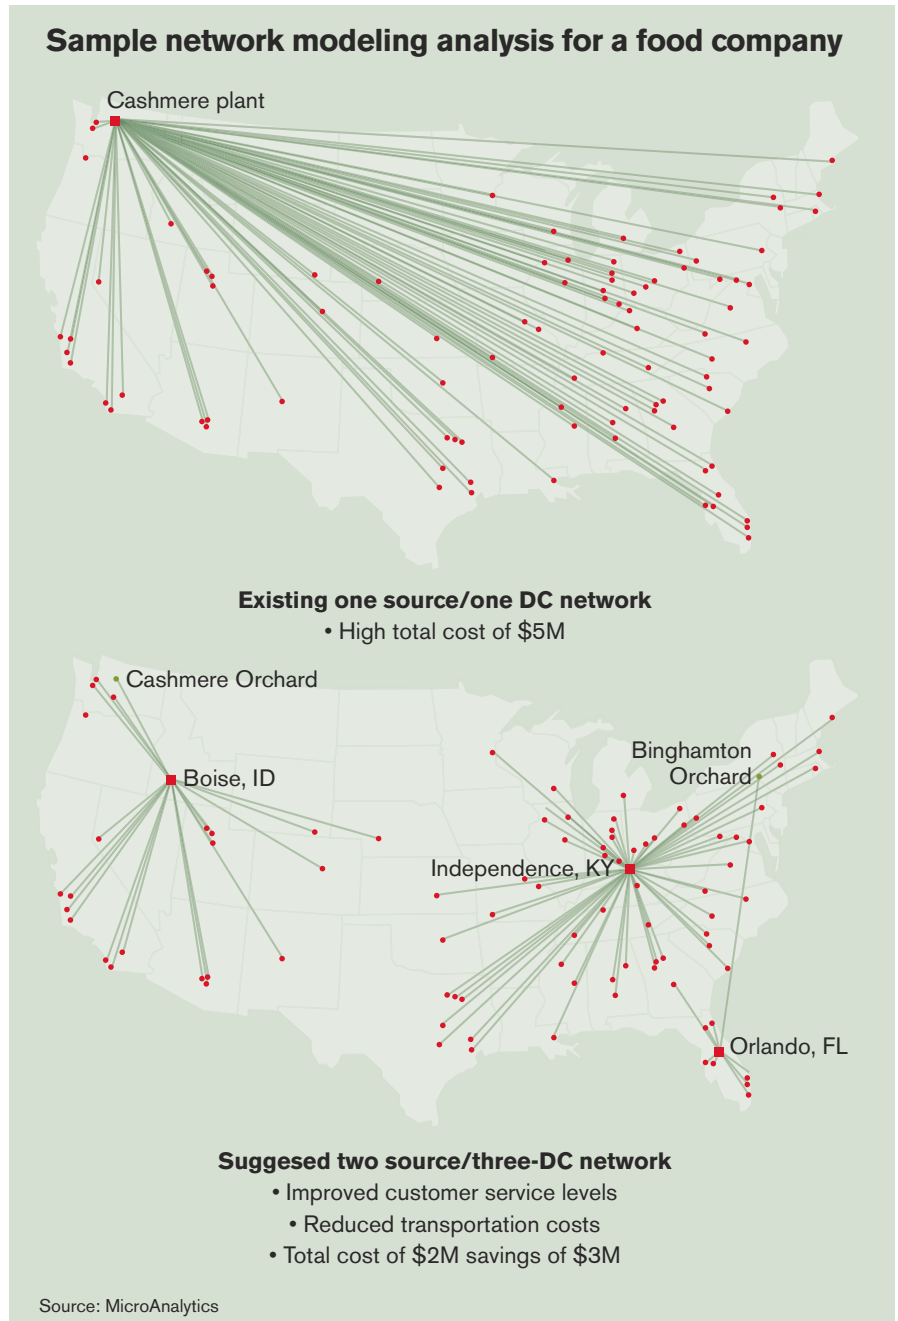 Sample network modeling analysis for a food company
Cashmere plant
Existing one source/one DC network
• High total cost of $5M
Cashmere Orchard
Binghamton
Orchard
Boise, ID
Independence, KY
Orlando, FL
Suggesed two source/three-DC network
• Improved customer service levels
• Reduced transportation costs
• Total cost of $2M savings of $3M
Source: MicroAnalytics